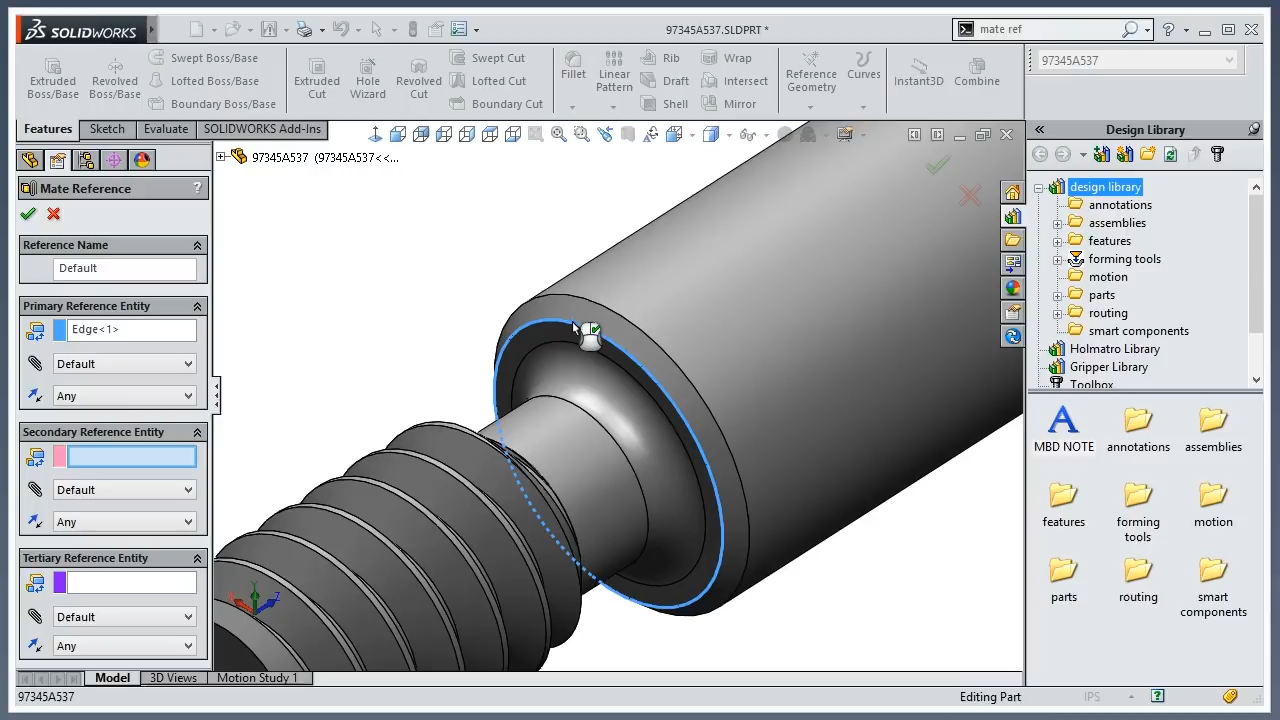 SOLIDWORKS
97345A537.SLDPRT *
mate ref
?
Extruded Boss/Base
Revolved Boss/Base
Swept Boss/Base
Lofted Boss/Base
Boundary Boss/Base
Extruded Cut
Hole Wizard
Revolved Cut
Swept Cut
Lofted Cut
Boundary Cut
Fillet
Linear Pattern
Rib
Draft
Shell
Wrap
Intersect
Mirror
Reference Geometry
Curves
Instant3D
Combine
97345A537
Features
Sketch
Evaluate
SOLIDWORKS Add-Ins
97345A537 (97345A537<<...
Mate Reference
?
Reference Name
Default
Primary Reference Entity
Edge<1>
Default
Any
Secondary Reference Entity
Default
Any
Tertiary Reference Entity
Default
Any
Design Library
design library
annotations
assemblies
features
forming tools
motion
parts
routing
smart components
Holmatro Library
Gripper Library
Toolbox
MBD NOTE
annotations
assemblies
features
forming tools
motion
parts
routing
smart components
Model
3D Views
Motion Study 1
97345A537
Editing Part
IPS
?